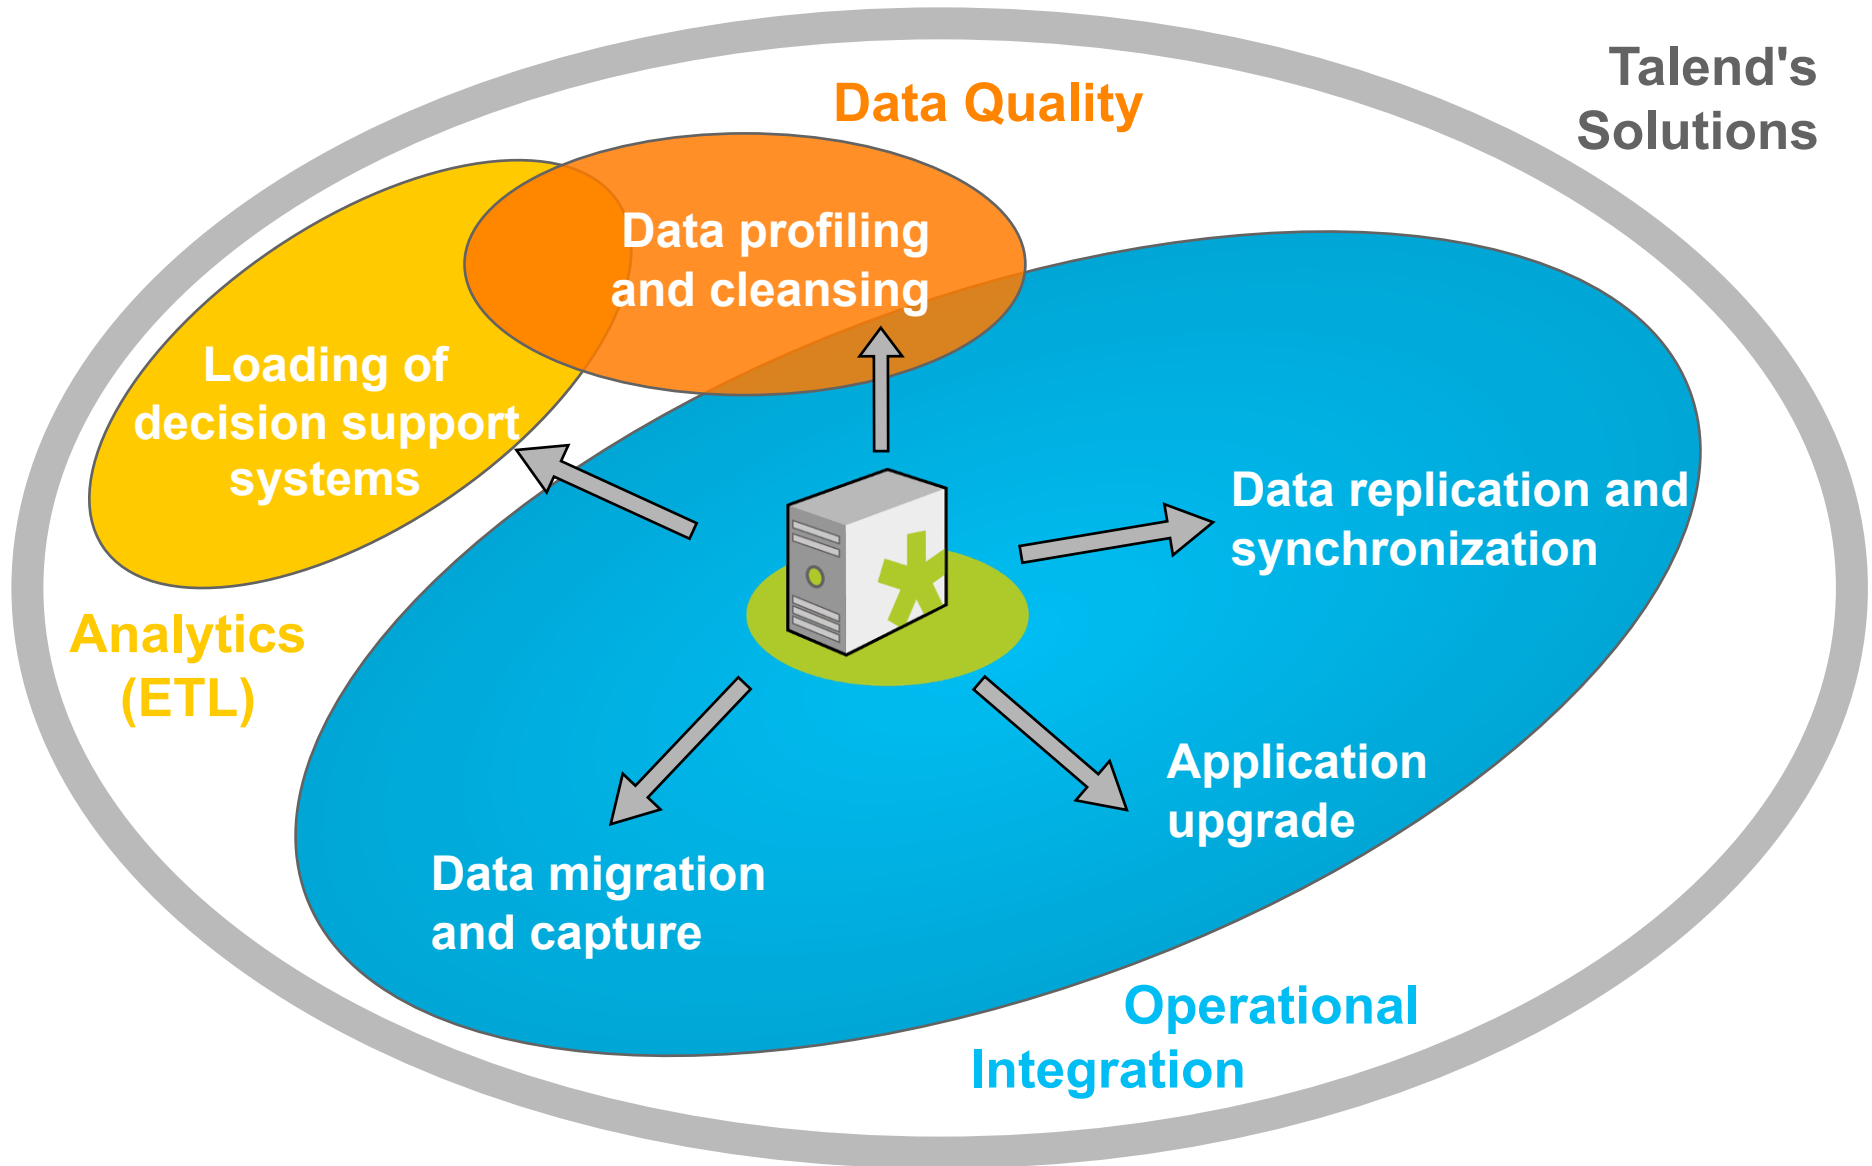 Talend's
Solutions
Data Quality
Data profiling
and cleansing
Loading of
decision support
systems
Analytics
(ETL)
Data replication and
synchronization
Application
upgrade
Data migration
and capture
Operational
Integration